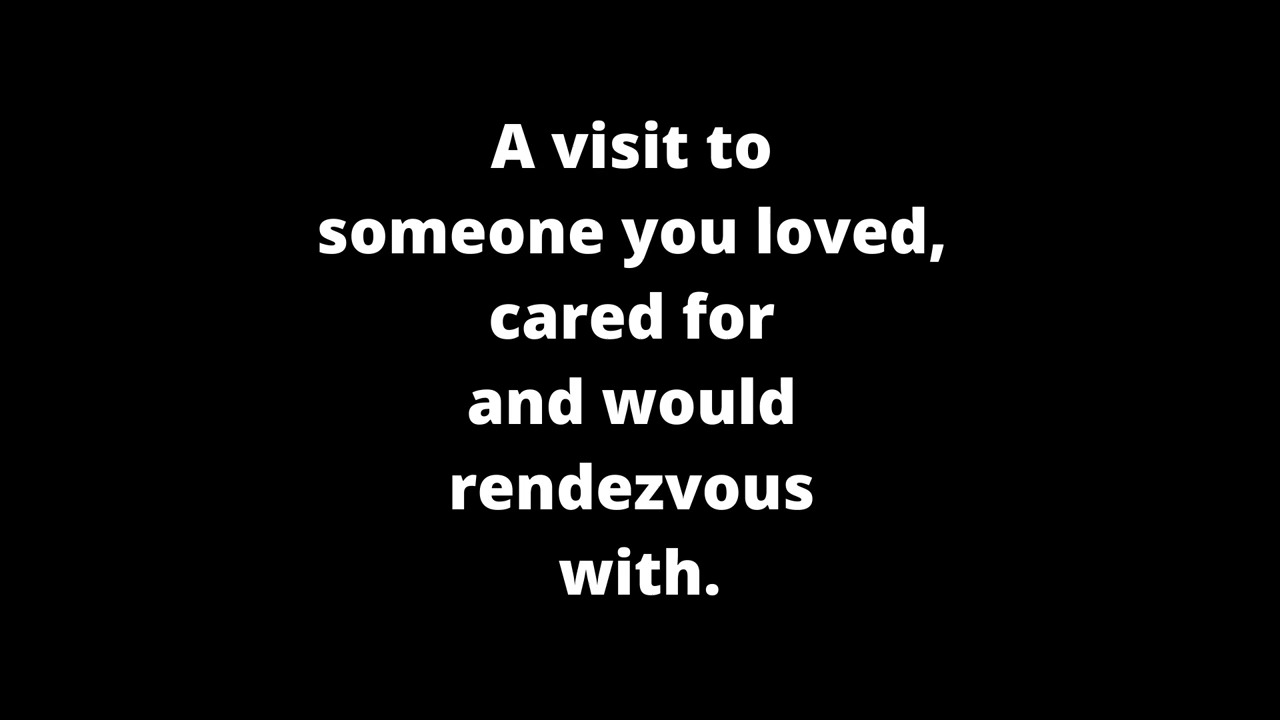 A visit to
someone you loved,
cared for
and would
rendezvous
with.